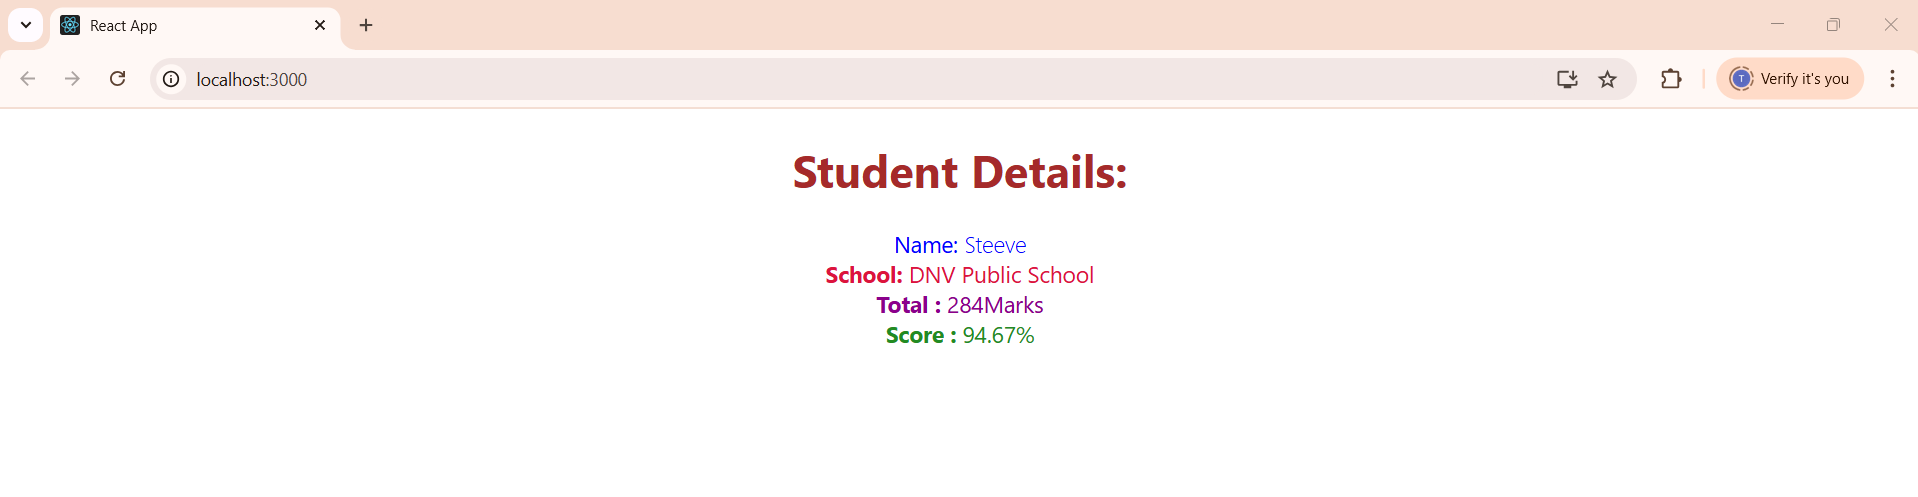 React App
localhost:3000
T
Verify it's you
Student Details:
Name: Steeve
School: DNV Public School
Total : 284Marks
Score : 94.67%